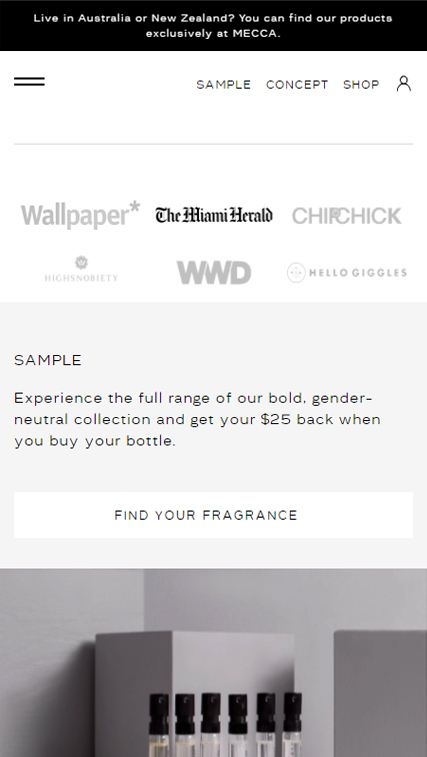 Live in Australia or New Zealand? You can find our products
exclusively at MECCA.
SAMPLE CONCEPT SHOP
Wallpaper* The Miami Herald CHIPCHICK
HIGHSNOBIETY WWD HELLO GIGGLES
SAMPLE
Experience the full range of our bold, gender-
neutral collection and get your $25 back when
you buy your bottle.
FIND YOUR FRAGRANCE